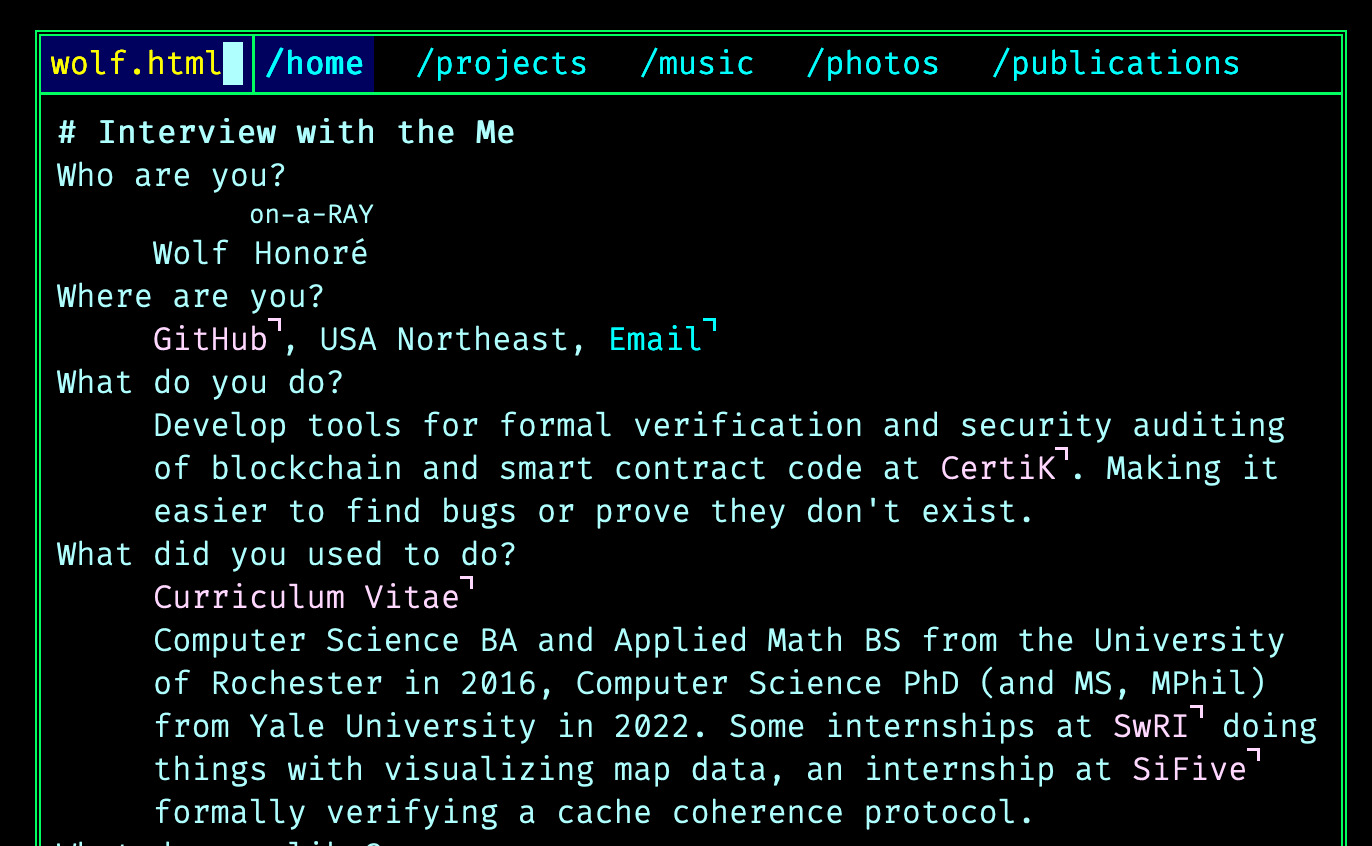 wolf.html /home /projects /music /photos /publications
# Interview with the Me
Who are you?
on-a-RAY
Wolf Honoré
Where are you?
GitHub, USA Northeast, Email
What do you do?
Develop tools for formal verification and security auditing
of blockchain and smart contract code at CertiK. Making it
easier to find bugs or prove they don't exist.
What did you used to do?
Curriculum Vitae
Computer Science BA and Applied Math BS from the University
of Rochester in 2016, Computer Science PhD (and MS, MPhil)
from Yale University in 2022. Some internships at SwRI doing
things with visualizing map data, an internship at SiFive
formally verifying a cache coherence protocol.